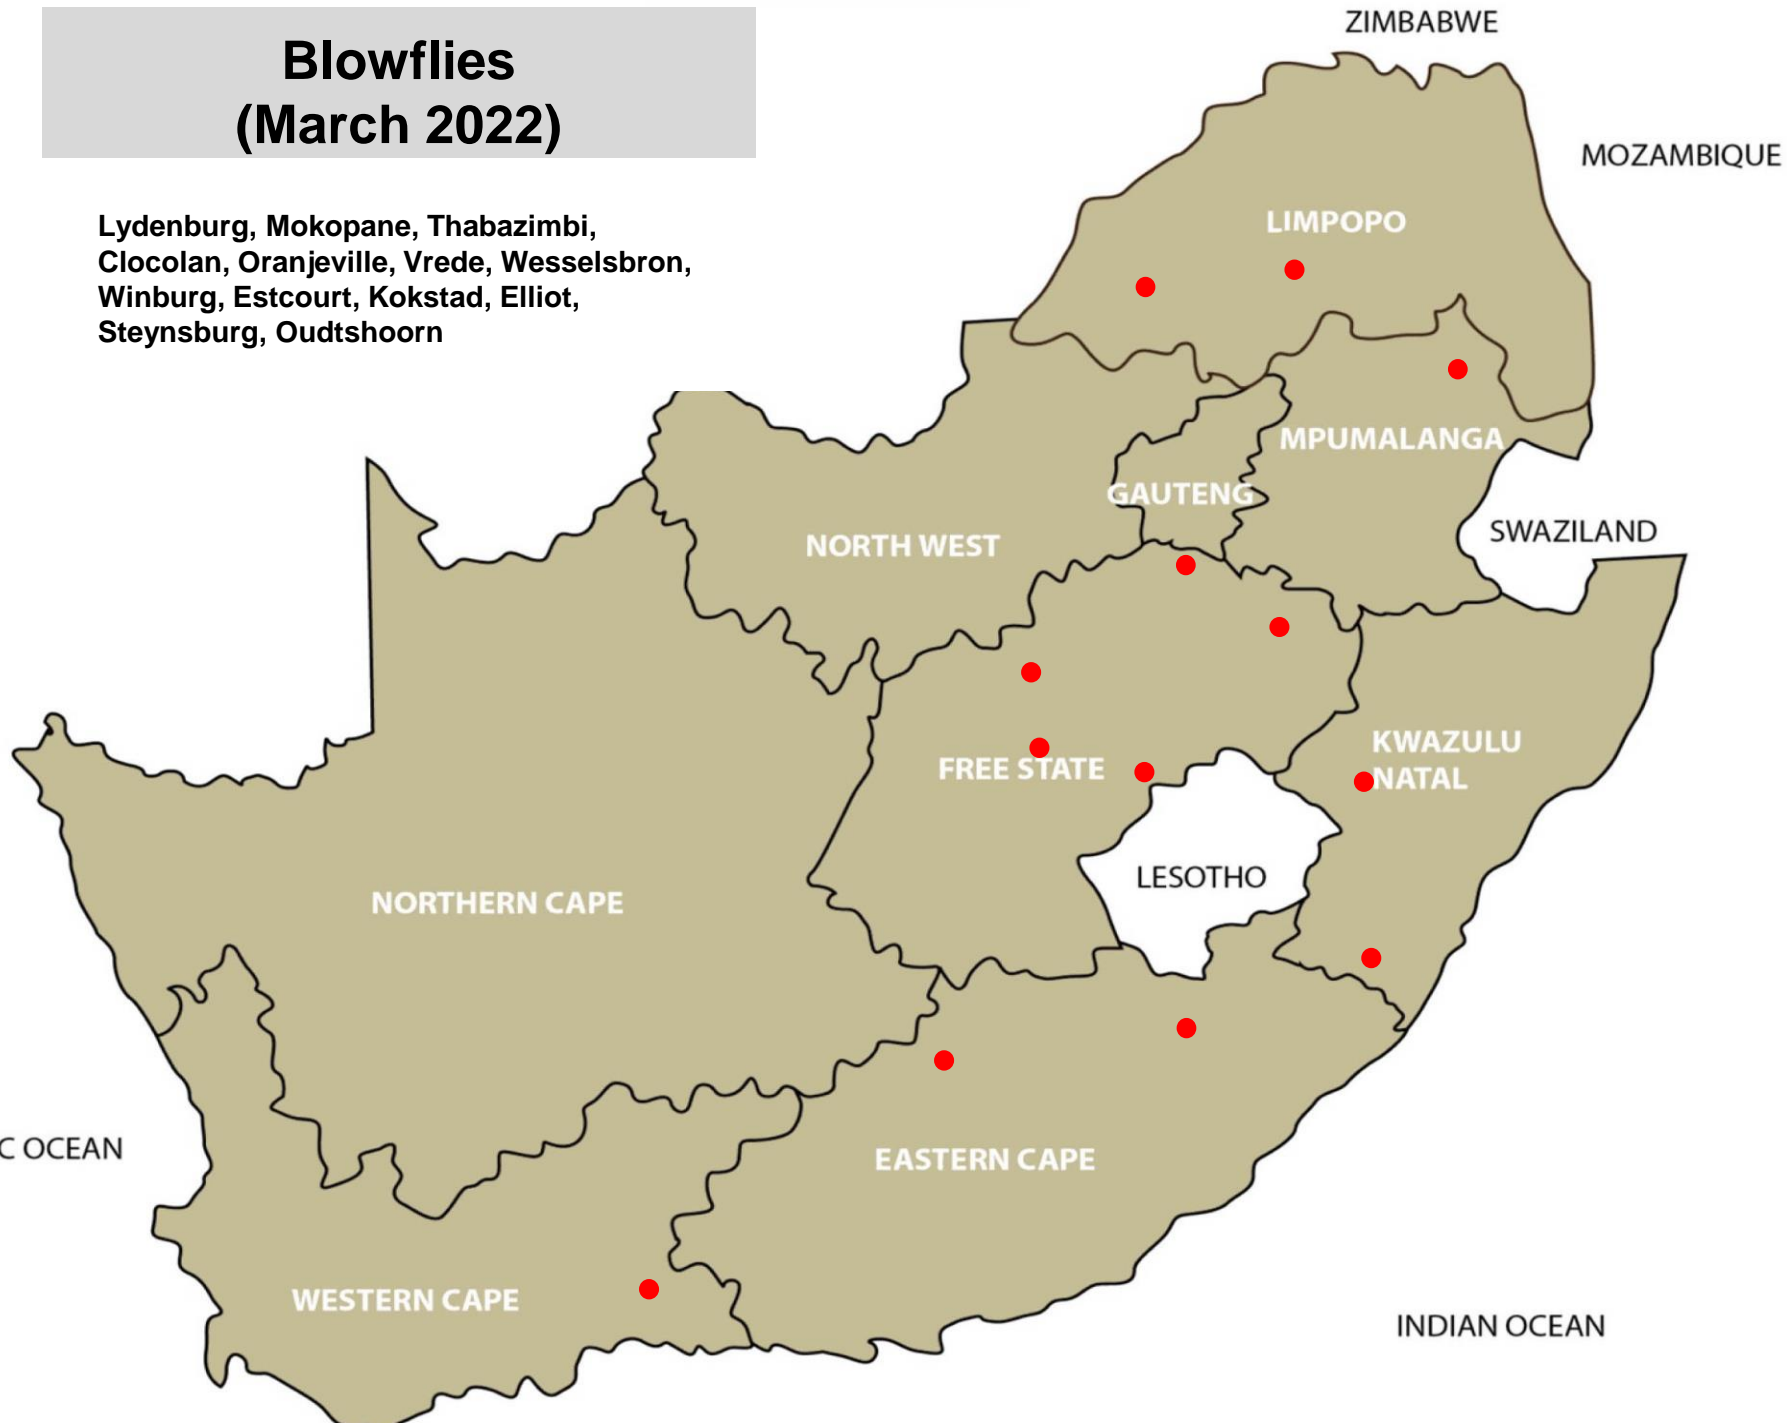 Blowflies
(March 2022)
Lydenburg, Mokopane, Thabazimbi,
Clocolan, Oranjeville, Vrede, Wesselsbron,
Winburg, Estcourt, Kokstad, Elliot,
Steynsburg, Oudtshoorn
ZIMBABWE
MOZAMBIQUE
LIMPOPO
MPUMALANGA
GAUTENG
SWAZILAND
NORTH WEST
KWAZULU
NATAL
FREE STATE
LESOTHO
NORTHERN CAPE
C OCEAN
EASTERN CAPE
WESTERN CAPE
INDIAN OCEAN